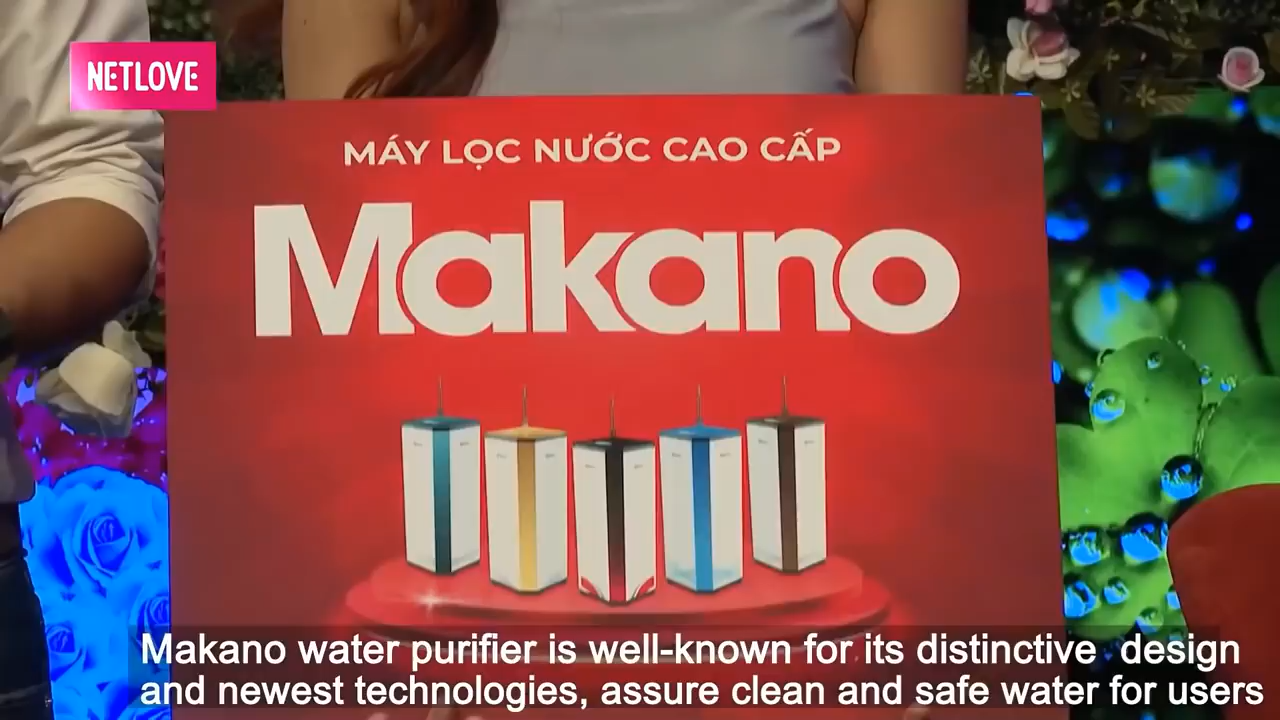 NETLOVE
MÁY LỌC NƯỚC CAO CẤP
Makano
Makano water purifier is well-known for its distinctive design
and newest technologies, assure clean and safe water for users